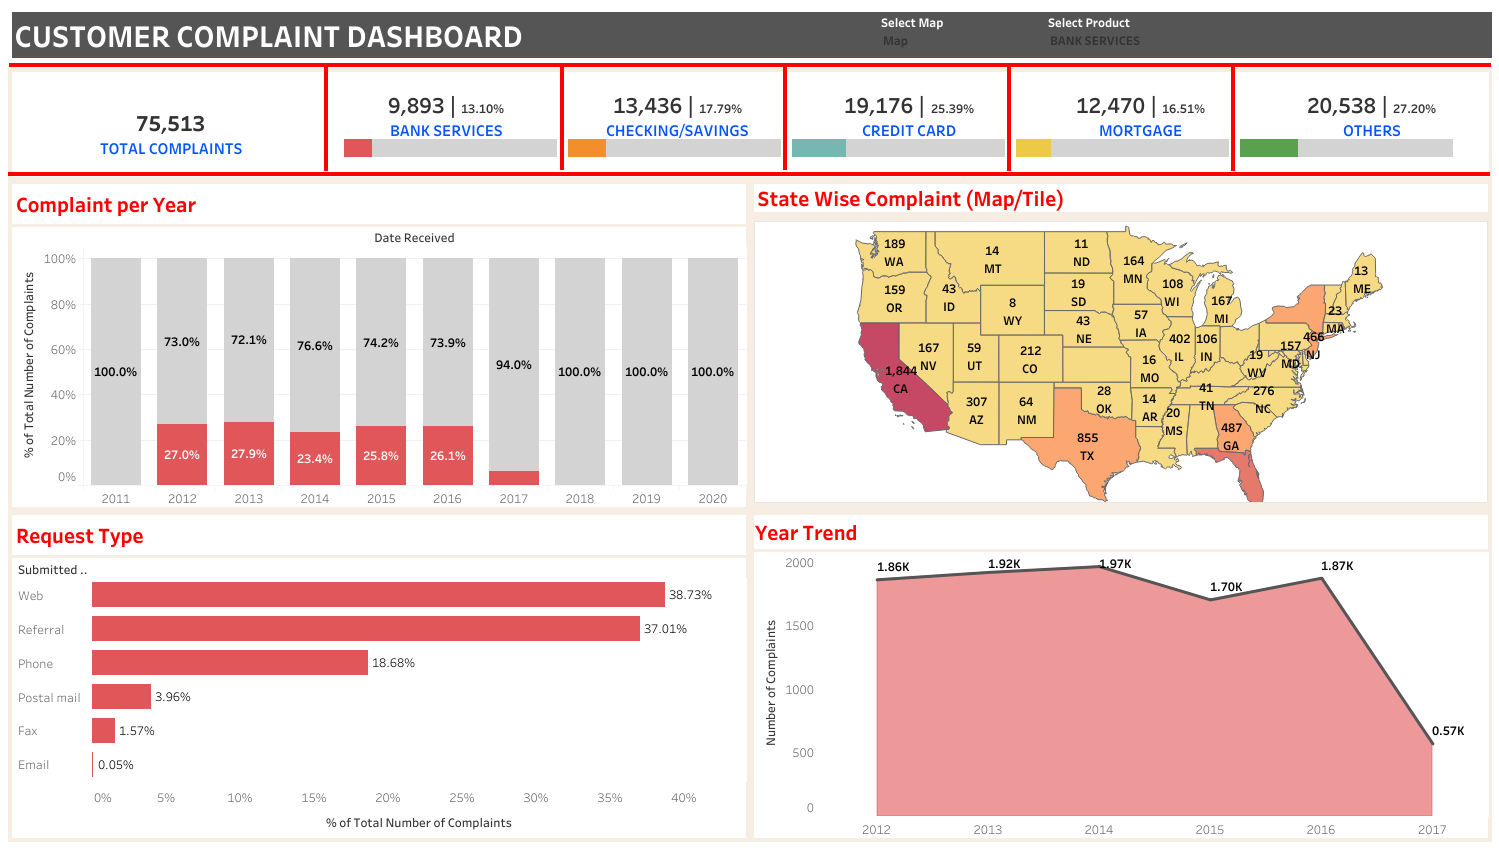 CUSTOMER COMPLAINT DASHBOARD
Select Map
Map
Select Product
BANK SERVICES
75,513
TOTAL COMPLAINTS
9,893 | 13.10%
BANK SERVICES
13,436 | 17.79%
CHECKING/SAVINGS
19,176 | 25.39%
CREDIT CARD
12,470 | 16.51%
MORTGAGE
20,538 | 27.20%
OTHERS
Complaint per Year
Date Received
% of Total Number of Complaints
100%
80%
60%
40%
20%
0%
100.0%
73.0%
72.1%
76.6%
74.2%
73.9%
94.0%
100.0%
100.0%
100.0%
27.0%
27.9%
23.4%
25.8%
26.1%
2011
2012
2013
2014
2015
2016
2017
2018
2019
2020
State Wise Complaint (Map/Tile)
189
WA
14
MT
11
ND
164
MN
13
ME
159
OR
43
ID
8
WY
19
SD
108
WI
167
MI
23
MA
43
NE
57
IA
167
NV
59
UT
212
CO
402
IL
106
IN
157
MD
466
NJ
16
MO
19
WV
1,844
CA
307
AZ
64
NM
28
OK
14
AR
41
TN
276
NC
20
MS
487
GA
855
TX
Request Type
Submitted ..
Web
38.73%
Referral
37.01%
Phone
18.68%
Postal mail
3.96%
Fax
1.57%
Email
0.05%
0%
5%
10%
15%
20%
25%
30%
35%
40%
% of Total Number of Complaints
Year Trend
Number of Complaints
2000
1500
1000
500
0
1.86K
1.92K
1.97K
1.70K
1.87K
0.57K
2012
2013
2014
2015
2016
2017